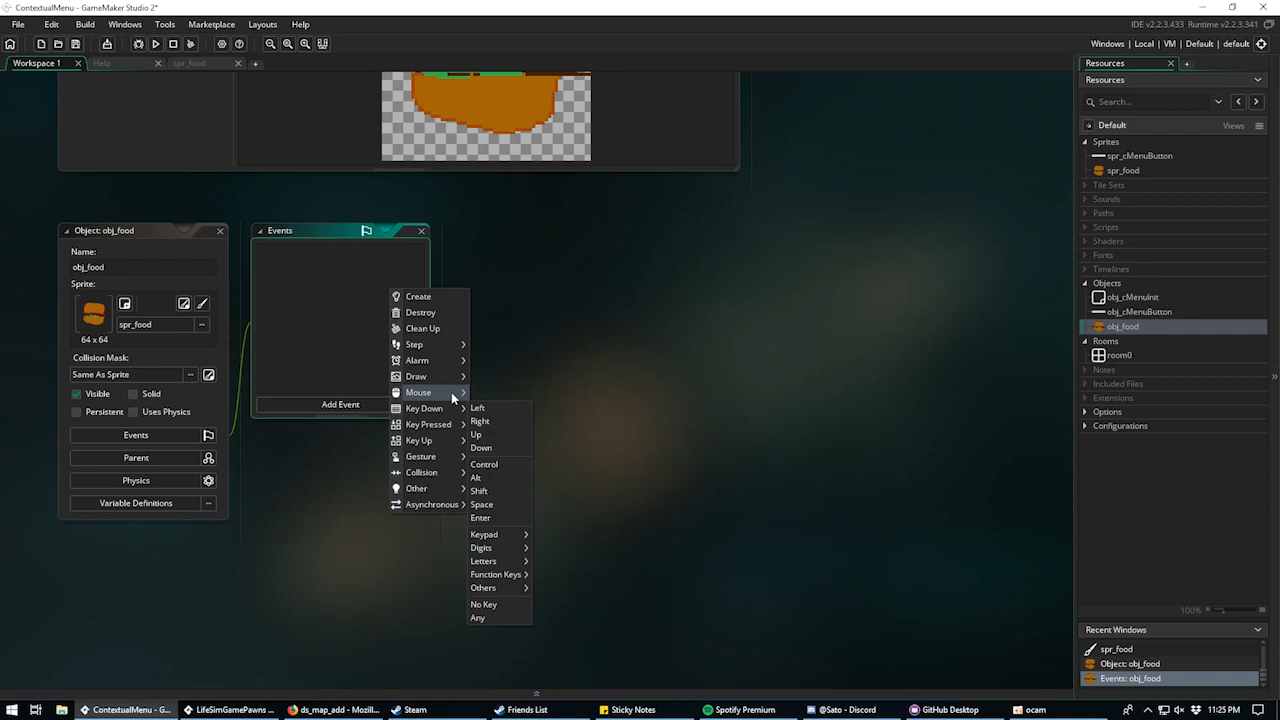 ContextualMenu* - GameMaker Studio 2*
File Edit Build Windows Tools Marketplace Layouts Help
IDE v2.2.3.433 Runtime v2.2.3.341
Windows | Local | VM | Default | default
Workspace 1
Help
spr_food
Object: obj_food
Name:
obj_food
Sprite:
spr_food
64 x 64
Collision Mask:
Same As Sprite
Visible
Solid
Persistent
Uses Physics
Events
Parent
Physics
Variable Definitions
Events
Add Event
Create
Destroy
Clean Up
Step
Alarm
Draw
Mouse
Key Down
Key Pressed
Key Up
Gesture
Collision
Other
Asynchronous
Left
Right
Up
Down
Control
Alt
Shift
Space
Enter
Keypad
Digits
Letters
Function Keys
Others
No Key
Any
Resources
Resources
Search...
Default
Views
Sprites
spr_cMenuButton
spr_food
Tile Sets
Sounds
Paths
Scripts
Shaders
Fonts
Timelines
Objects
obj_cMenuInit
obj_cMenuButton
obj_food
Rooms
room0
Notes
Included Files
Extensions
Options
Configurations
100%
Recent Windows
spr_food
Object: obj_food
Events: obj_food
ContextualMenu - G...
LifeSimGamePawns ...
ds_map_add - Mozill...
Steam
Friends List
Sticky Notes
Spotify Premium
@Sato - Discord
GitHub Desktop
ocam
11:25 PM